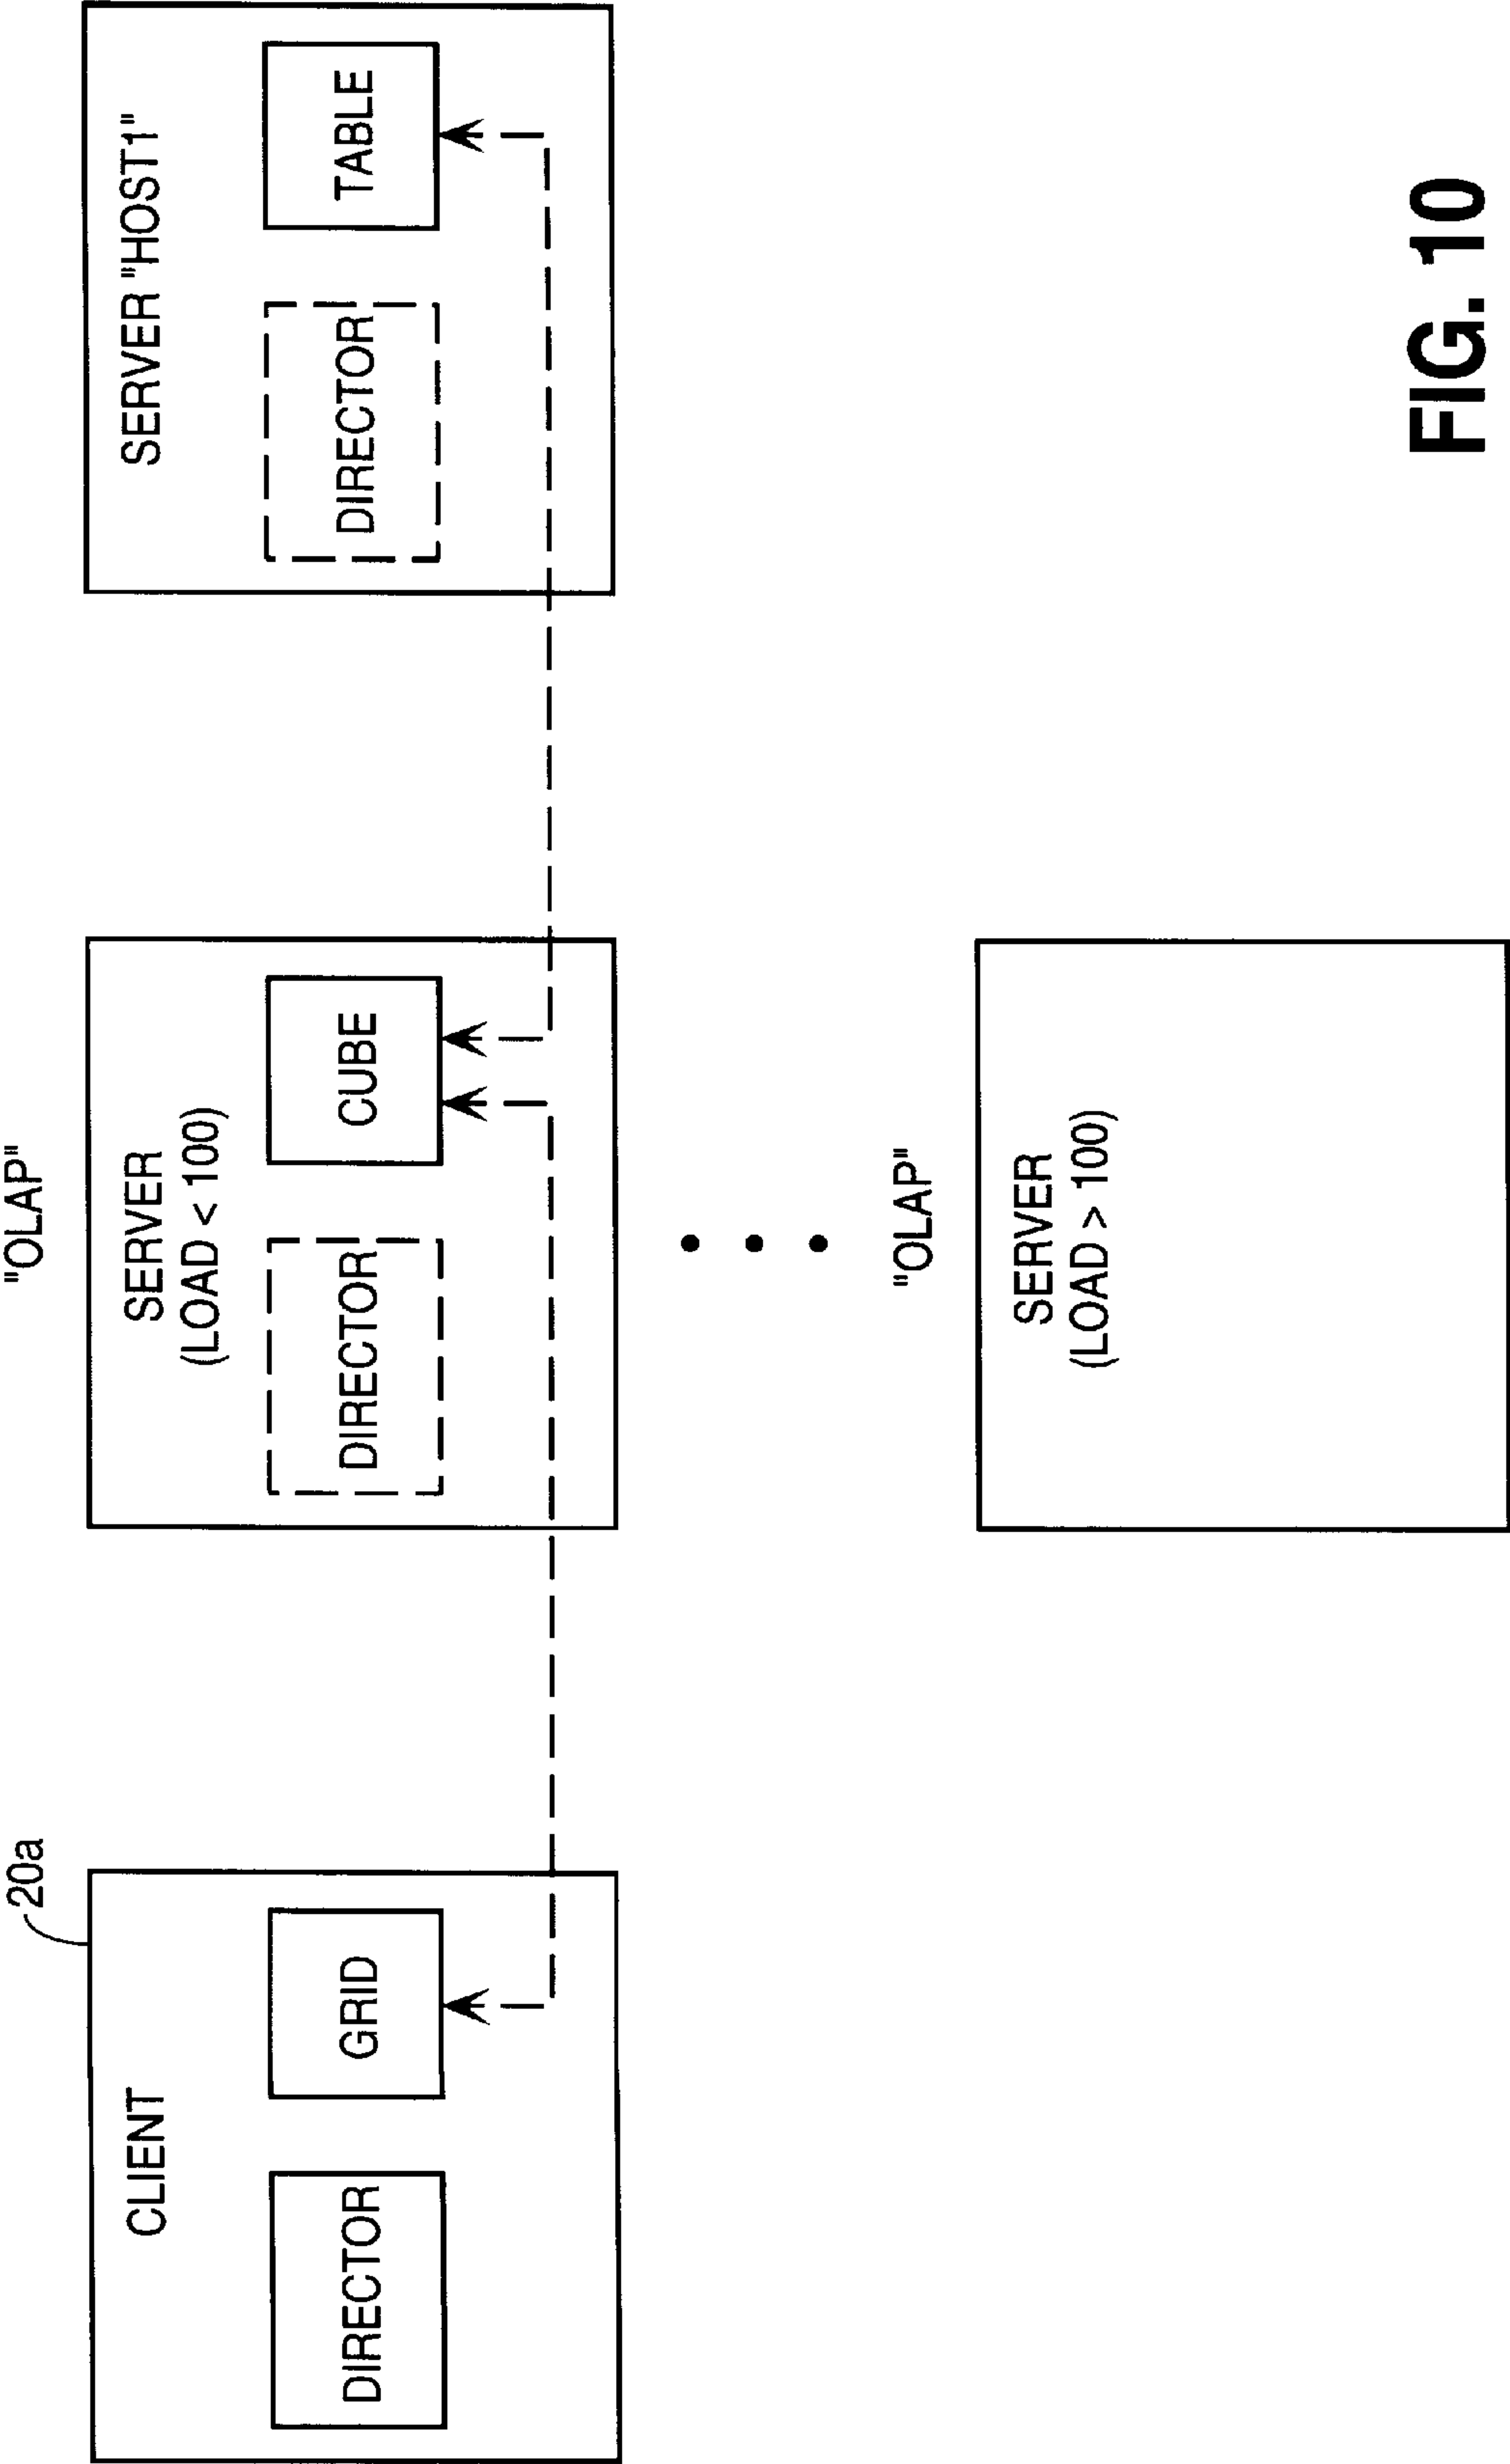 20a
CLIENT
DIRECTOR
GRID
"OLAP"
SERVER
(LOAD < 100)
DIRECTOR
CUBE
SERVER "HOST1"
DIRECTOR
TABLE
"OLAP"
SERVER
(LOAD > 100)
FIG. 10